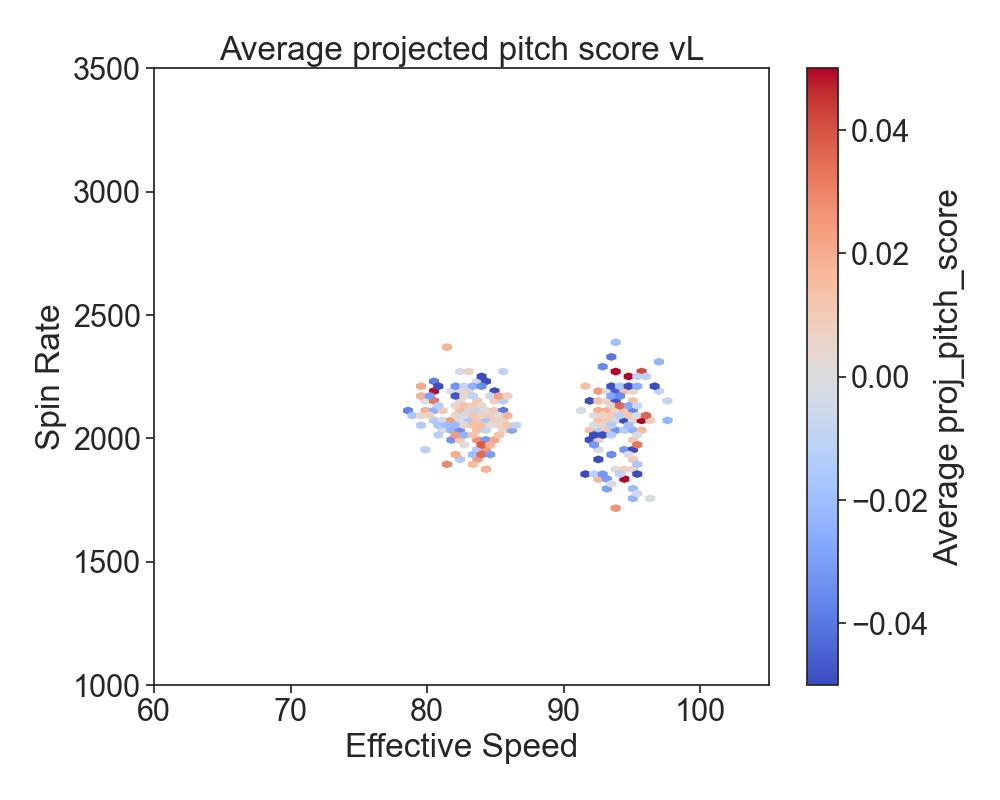 Average projected pitch score vL
3500
3000
2500
2000
1500
1000
Spin Rate
60 70 80 90 100
Effective Speed
0.04
0.02
0.00
−0.02
−0.04
Average proj_pitch_score